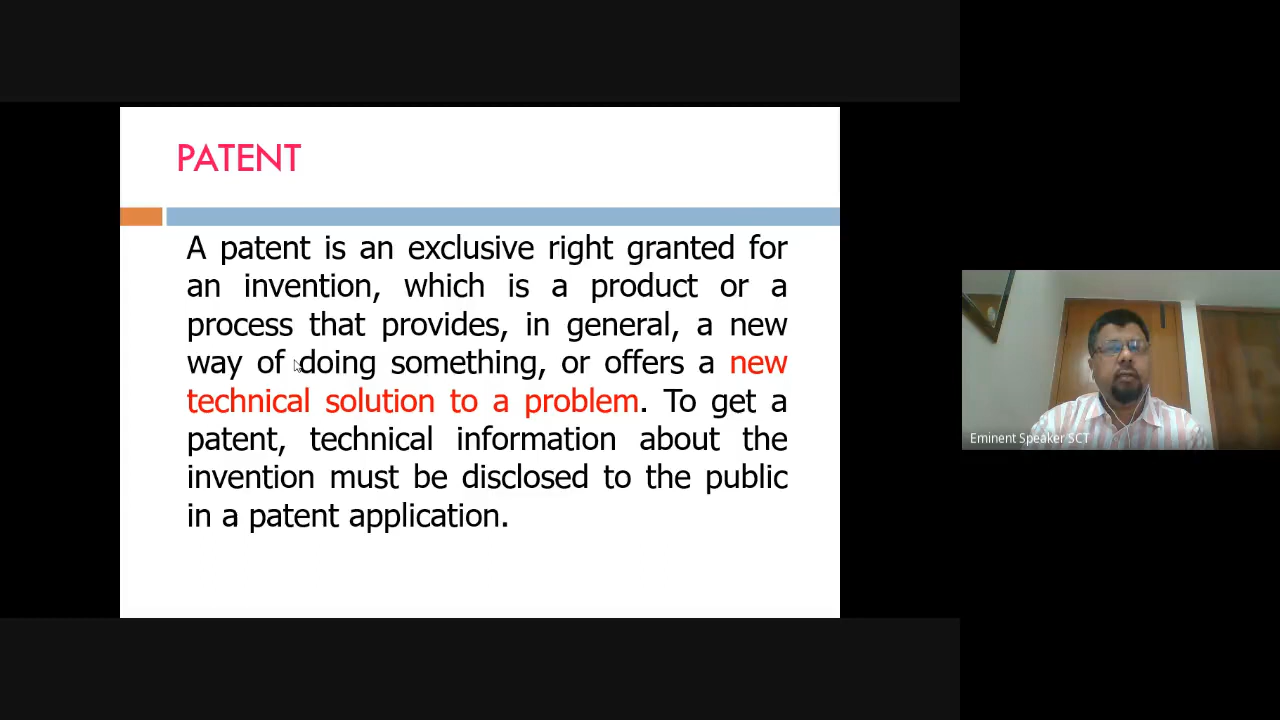 PATENT
A patent is an exclusive right granted for
an invention, which is a product or a
process that provides, in general, a new
way of doing something, or offers a new
technical solution to a problem. To get a
patent, technical information about the
invention must be disclosed to the public
in a patent application.
Eminent Speaker SCT